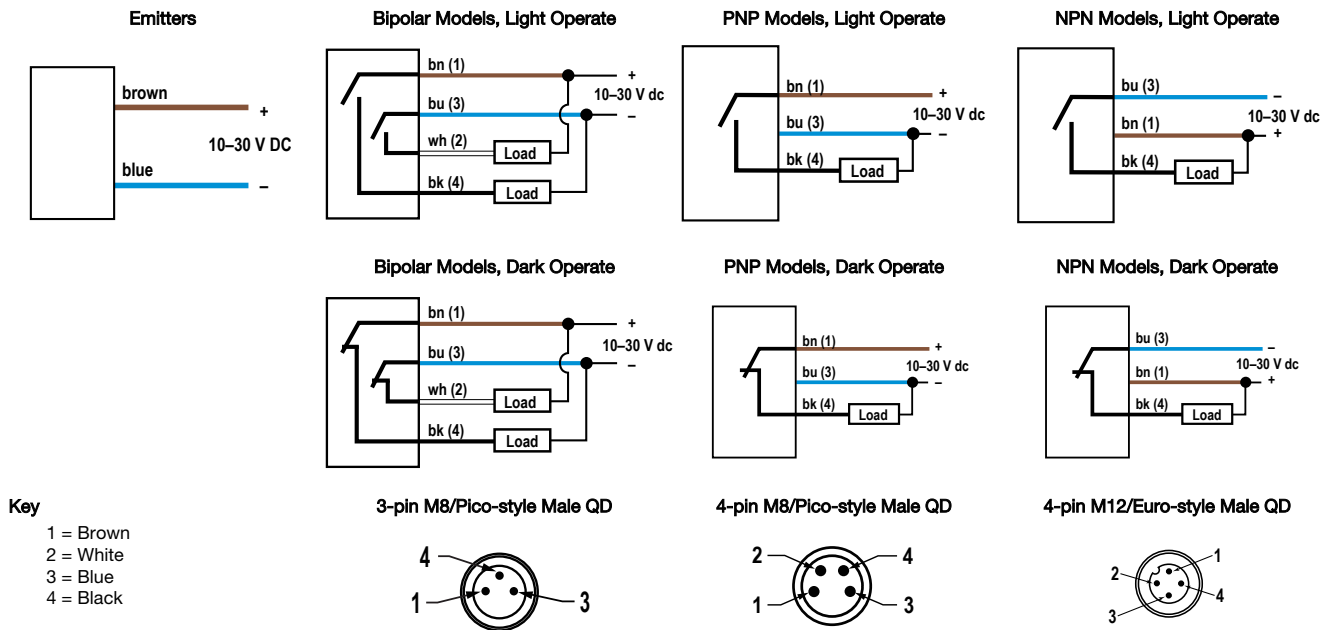 Emitters
brown
+
10–30 V DC
blue
–
Bipolar Models, Light Operate
bn (1)
+
10–30 V dc
bu (3)
–
wh (2)
Load
bk (4)
Load
PNP Models, Light Operate
bn (1)
+
10–30 V dc
bu (3)
–
bk (4)
Load
NPN Models, Light Operate
bu (3)
–
10–30 V dc
bn (1)
+
bk (4)
Load
Bipolar Models, Dark Operate
bn (1)
+
10–30 V dc
bu (3)
–
wh (2)
Load
bk (4)
Load
PNP Models, Dark Operate
bn (1)
+
10–30 V dc
bu (3)
–
bk (4)
Load
NPN Models, Dark Operate
bu (3)
–
10–30 V dc
bn (1)
+
bk (4)
Load
Key
1 = Brown
2 = White
3 = Blue
4 = Black
3-pin M8/Pico-style Male QD
4
1
3
4-pin M8/Pico-style Male QD
2
4
1
3
4-pin M12/Euro-style Male QD
1
2
4
3